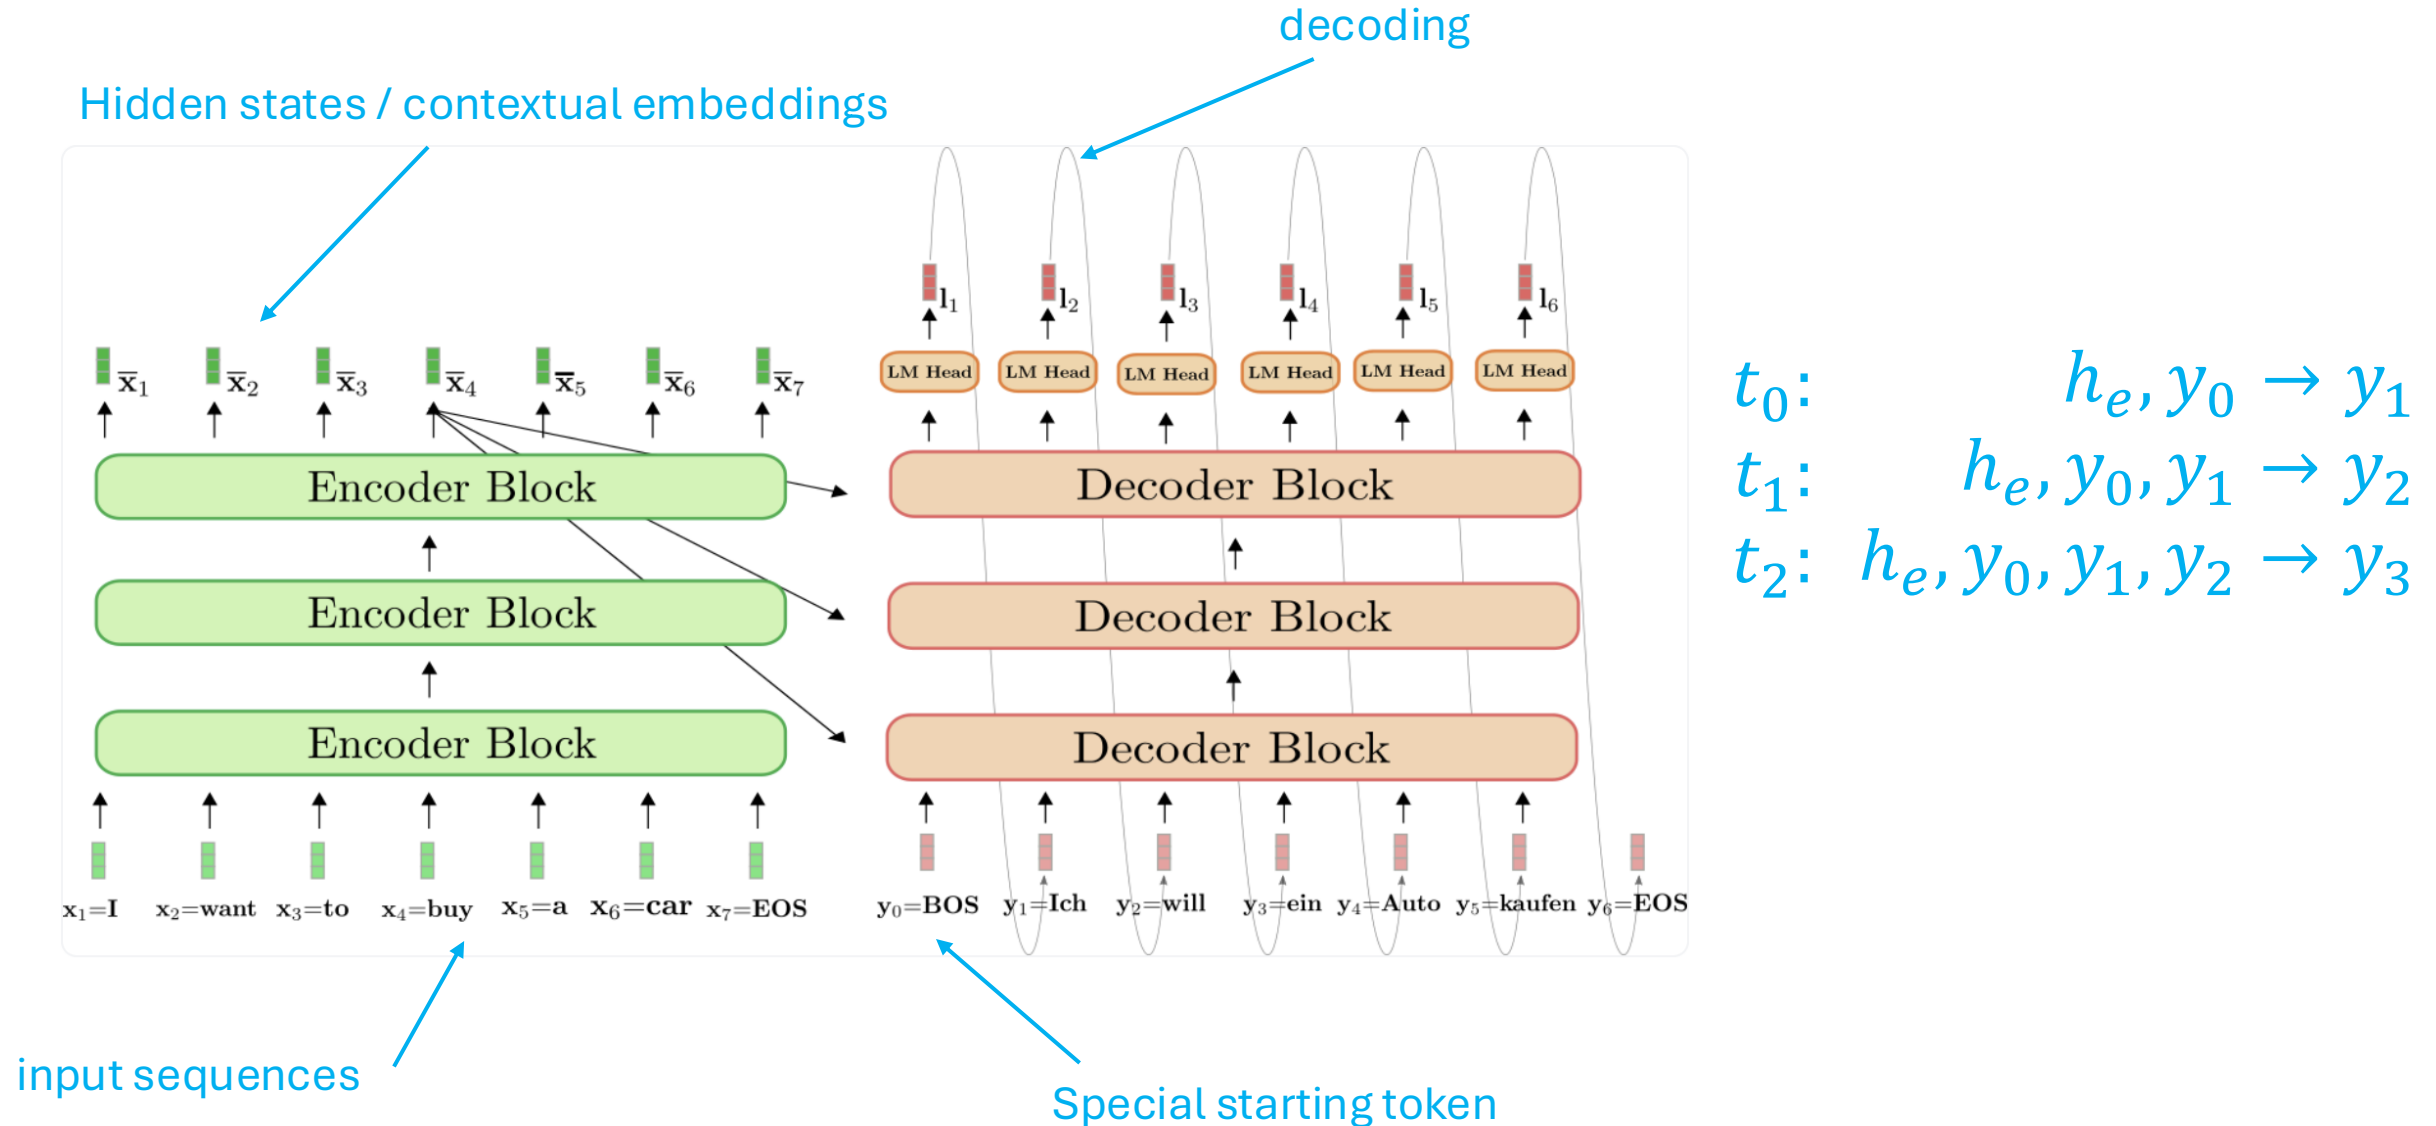 decoding
Hidden states / contextual embeddings
l₁ l₂ l₃ l₄ l₅ l₆
x̅₁ x̅₂ x̅₃ x̅₄ x̅₅ x̅₆ x̅₇
LM Head LM Head LM Head LM Head LM Head LM Head
t₀: hₑ, y₀ → y₁
t₁: hₑ, y₀, y₁ → y₂
t₂: hₑ, y₀, y₁, y₂ → y₃
Encoder Block
Decoder Block
Encoder Block
Decoder Block
Encoder Block
Decoder Block
x₁=I x₂=want x₃=to x₄=buy x₅=a x₆=car x₇=EOS
y₀=BOS y₁=Ich y₂=will y₃=ein y₄=Auto y₅=kaufen y₆=EOS
input sequences
Special starting token